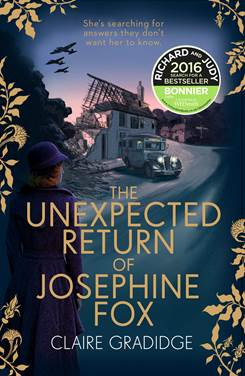 She's searching for
answers they don't
want her to know.
RICHARD AND JUDY
2016
SEARCH FOR A
BESTSELLER
BONNIER
WHSmith
THE
UNEXPECTED
RETURN
OF
JOSEPHINE
FOX
CLAIRE GRADIDGE